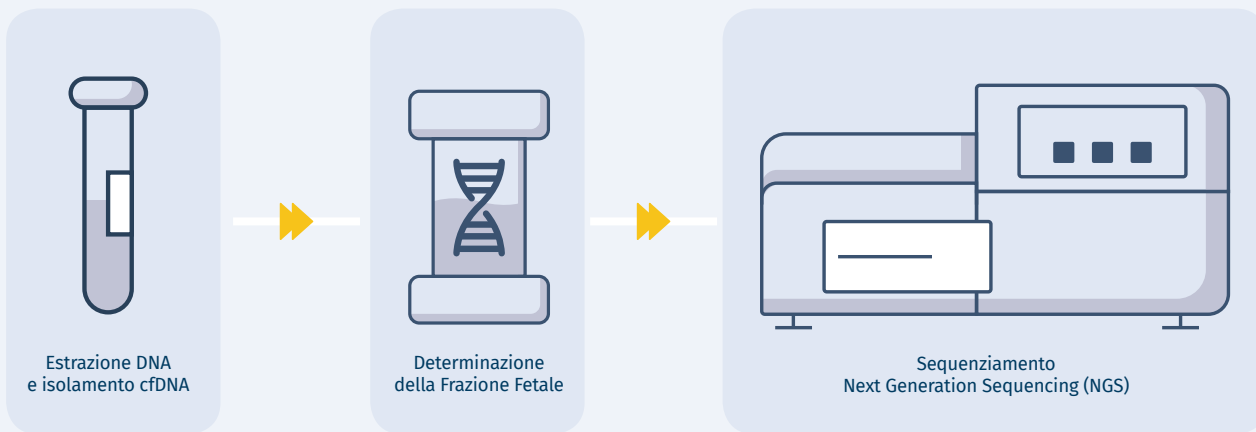 Estrazione DNA
e isolamento cfDNA
Determinazione
della Frazione Fetale
Sequenziamento
Next Generation Sequencing (NGS)